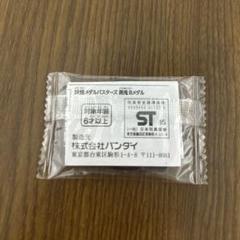 妖怪メダルバスターズ 鋼鬼Bメダル
対象年齢
6才以上
ST
製造元
株式会社バンダイ
東京都台東区駒形1-4-8 〒111-8081